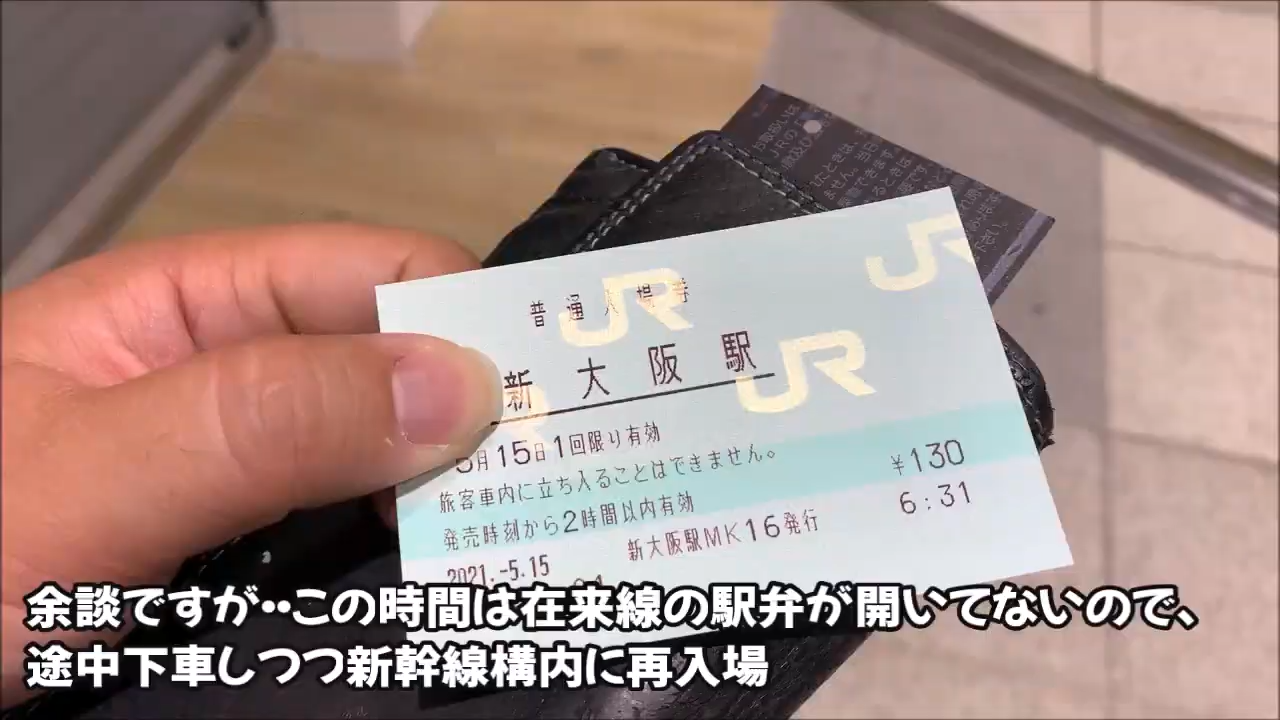 普通入場券
新大阪駅
5月15日1回限り有効
旅客車内に立ち入ることはできません。
¥130
発売時刻から2時間以内有効
6:31
2021.-5.15 新大阪駅MK16発行
JR
JR
JR
余談ですが‥この時間は在来線の駅弁が開いてないので、
途中下車しつつ新幹線構内に再入場